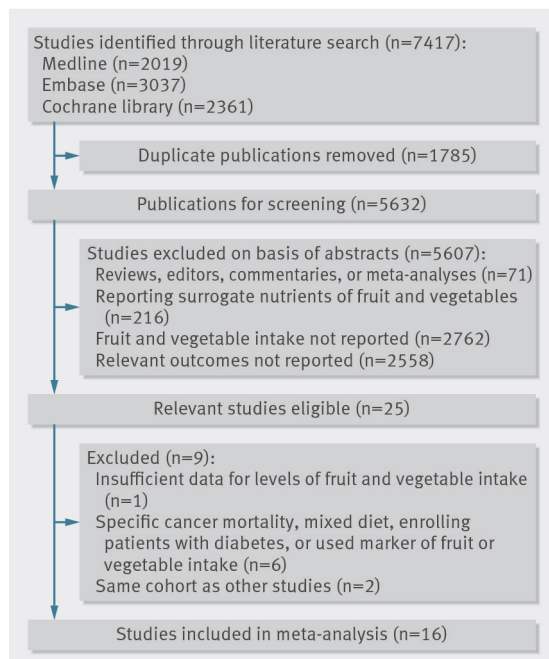 Studies identified through literature search (n=7417):
Medline (n=2019)
Embase (n=3037)
Cochrane library (n=2361)
Duplicate publications removed (n=1785)
Publications for screening (n=5632)
Studies excluded on basis of abstracts (n=5607):
Reviews, editors, commentaries, or meta-analyses (n=71)
Reporting surrogate nutrients of fruit and vegetables
(n=216)
Fruit and vegetable intake not reported (n=2762)
Relevant outcomes not reported (n=2558)
Relevant studies eligible (n=25)
Excluded (n=9):
Insufficient data for levels of fruit and vegetable intake
(n=1)
Specific cancer mortality, mixed diet, enrolling
patients with diabetes, or used marker of fruit or
vegetable intake (n=6)
Same cohort as other studies (n=2)
Studies included in meta-analysis (n=16)